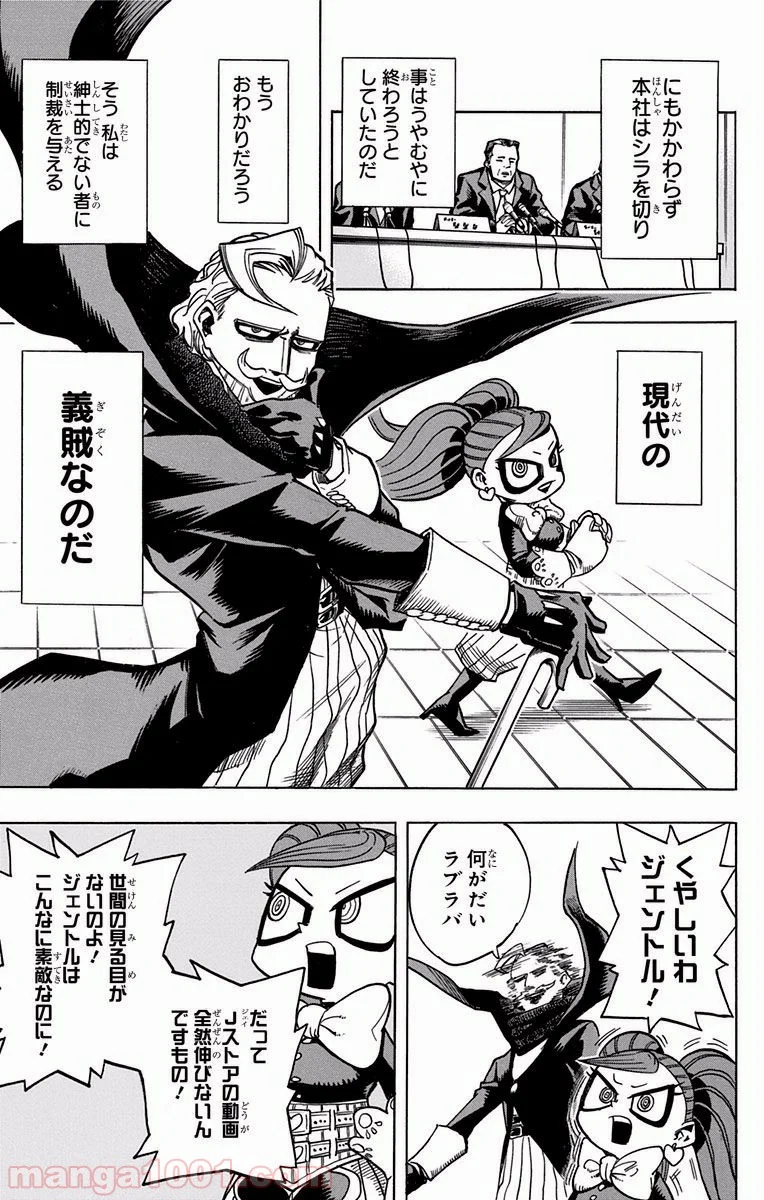 にもかかわらず
本社はシラを切り
事はうやむやに
終わろうと
していたのだ
もう
おわかりだろう
そう 私は
紳士的でない者に
制裁を与える
現代の
義賊なのだ
くやしいわ
ジェントル!
何がだい
ラブラバ
だって
Jストアの動画
全然伸びないん
ですもの!
世間の見る目が
ないのよ!
ジェントルは
こんなに素敵なのに!
manga1001.com